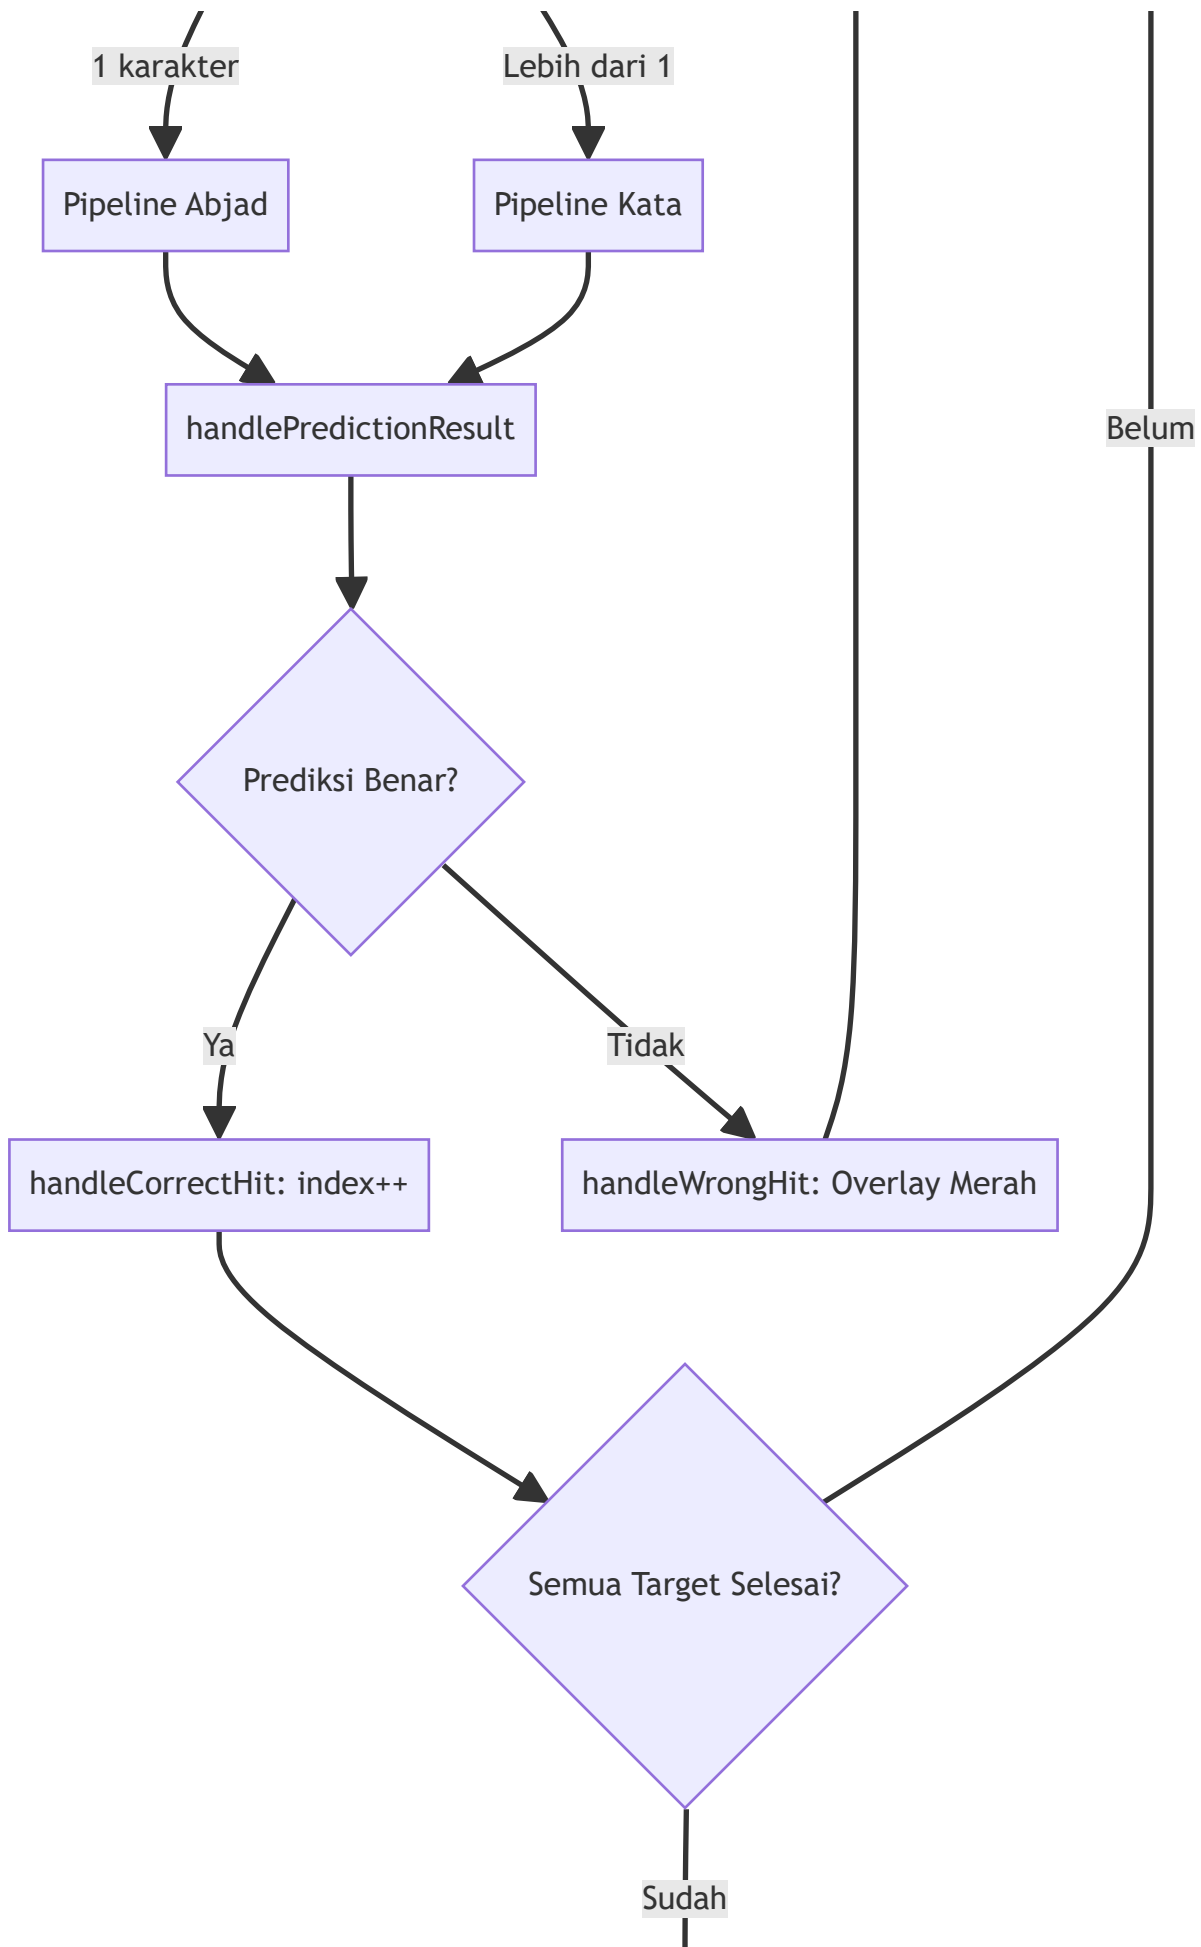 1 karakter
Lebih dari 1
Pipeline Abjad
Pipeline Kata
handlePredictionResult
Belum
Prediksi Benar?
Ya
Tidak
handleCorrectHit: index++
handleWrongHit: Overlay Merah
Semua Target Selesai?
Sudah